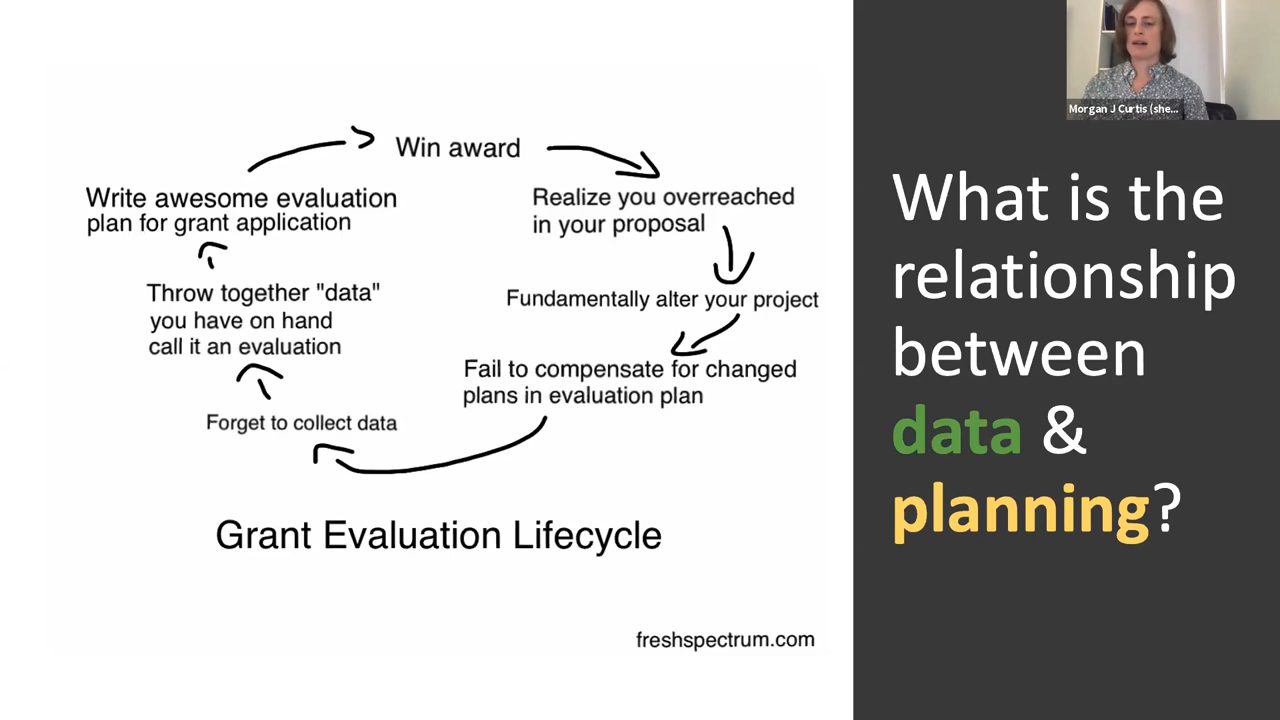 Win award
Realize you overreached
in your proposal
Fundamentally alter your project
Fail to compensate for changed
plans in evaluation plan
Forget to collect data
Throw together "data"
you have on hand
call it an evaluation
Write awesome evaluation
plan for grant application
Grant Evaluation Lifecycle
freshspectrum.com
Morgan J Curtis (she...
What is the
relationship
between
data &
planning?